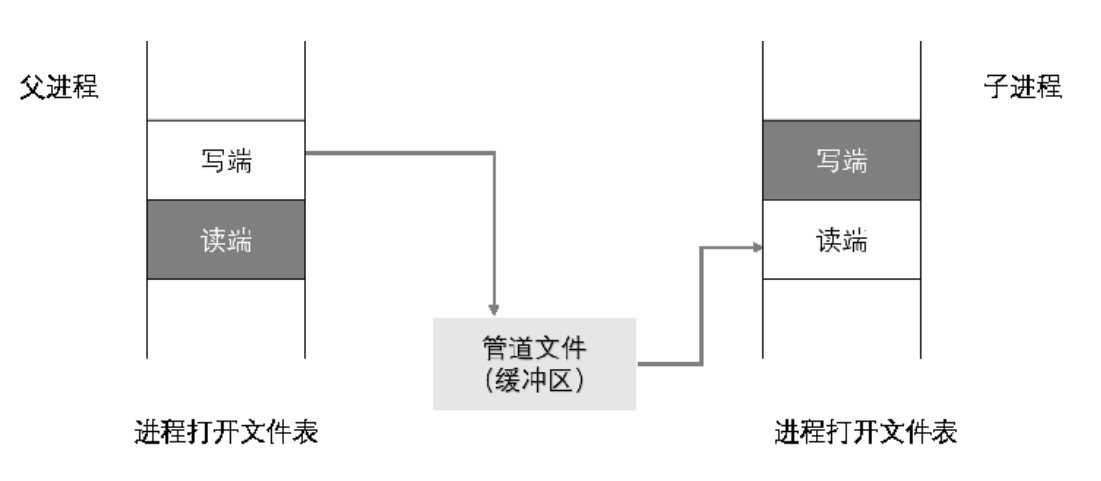 父进程
子进程
写端
写端
读端
读端
管道文件
（缓冲区）
进程打开文件表
进程打开文件表